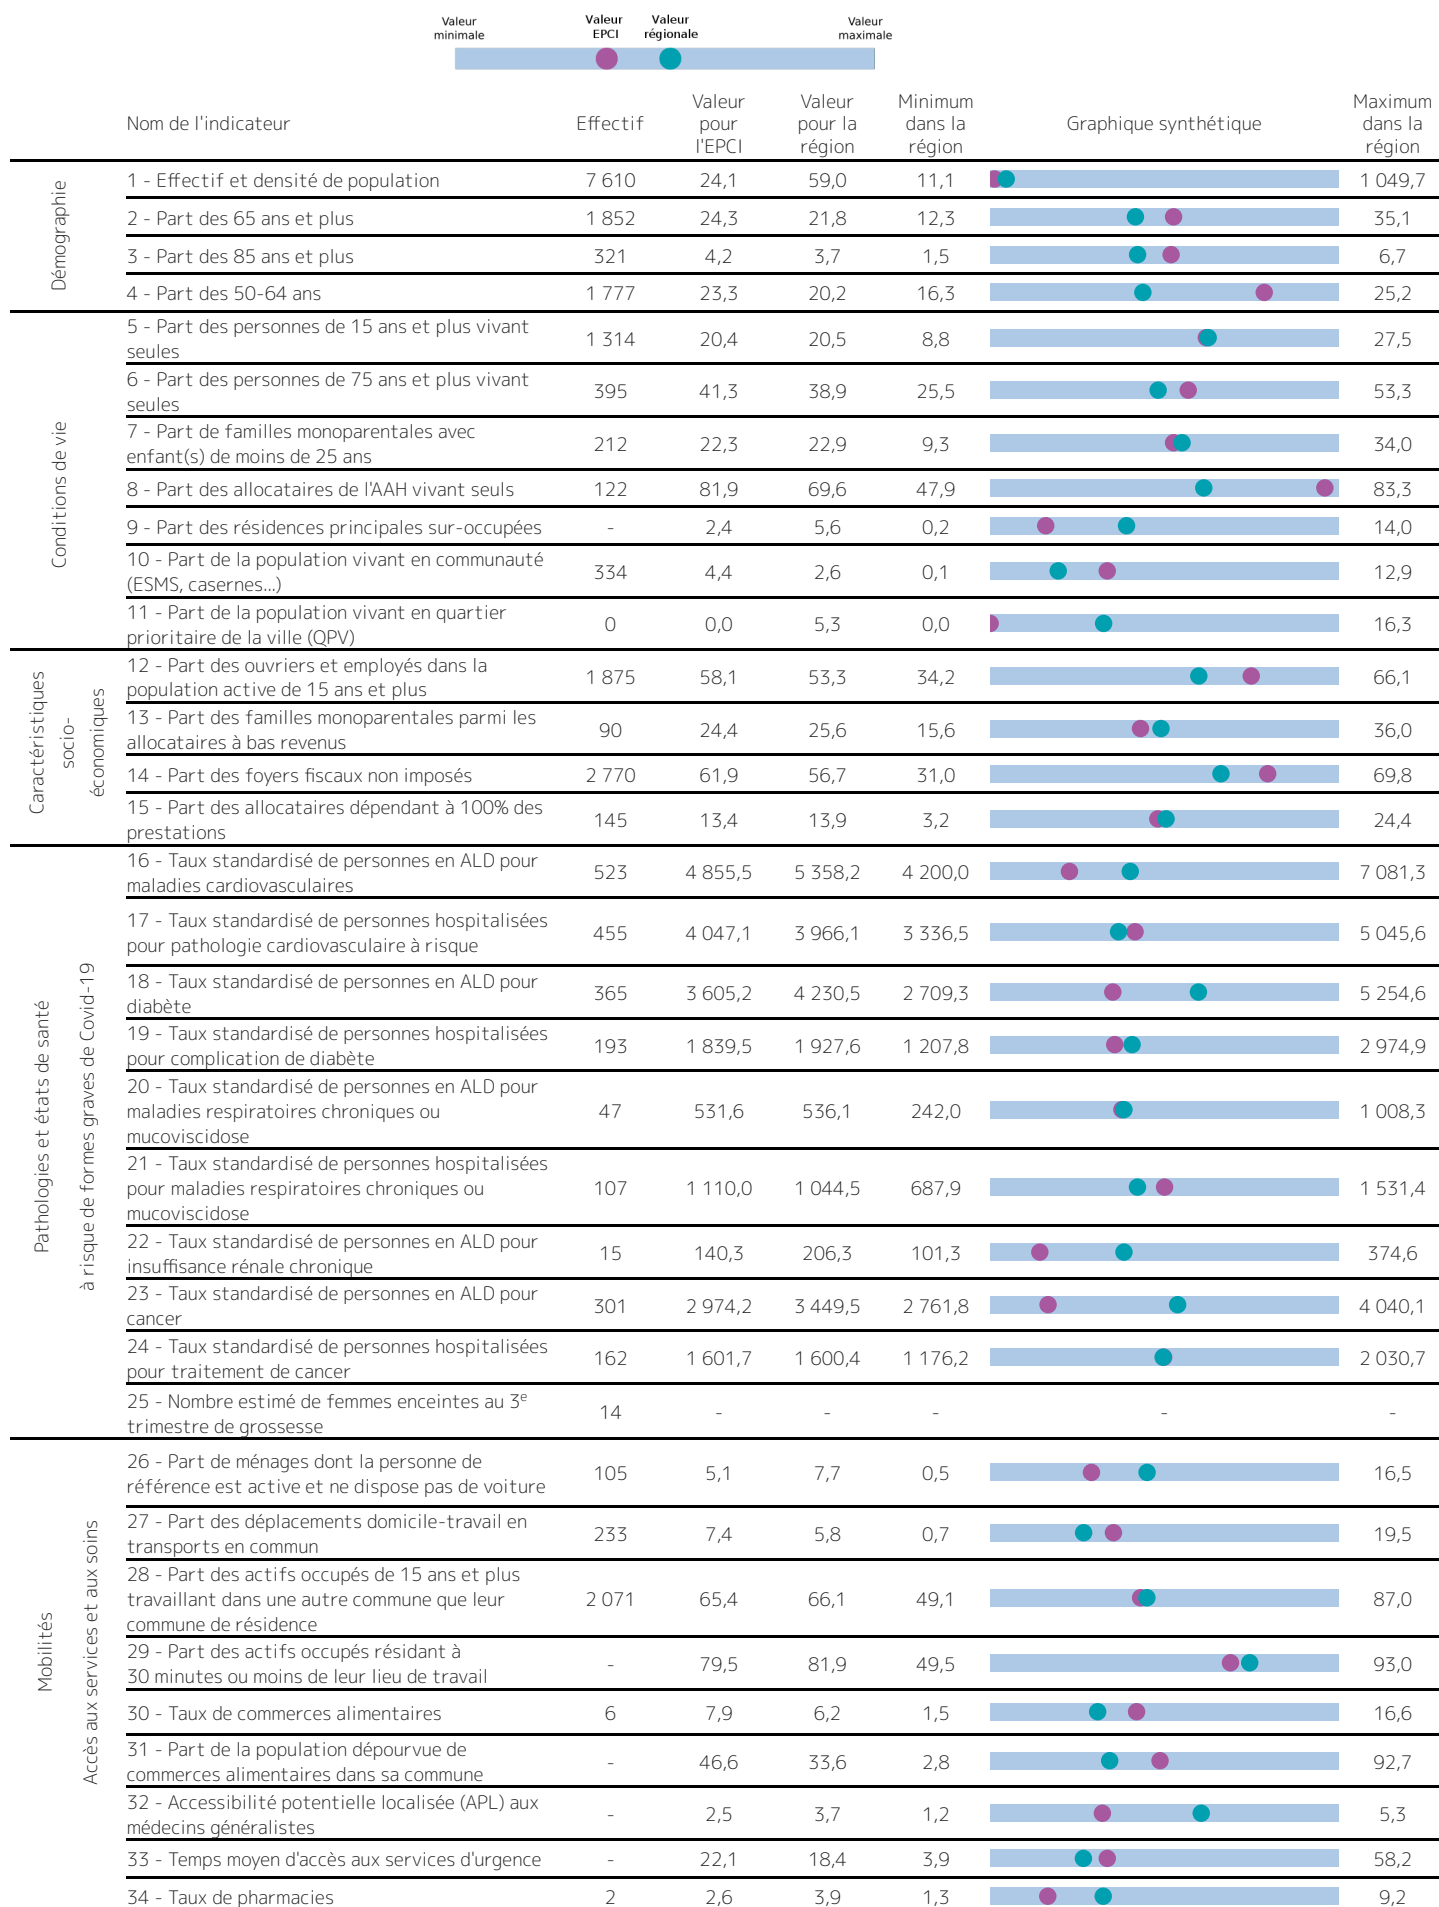 Valeur minimale
Valeur EPCI
Valeur régionale
Valeur maximale
Nom de l'indicateur Effectif Valeur pour l'EPCI Valeur pour la région Minimum dans la région Graphique synthétique Maximum dans la région
Démographie
1 - Effectif et densité de population 7 610 24,1 59,0 11,1 1 049,7
2 - Part des 65 ans et plus 1 852 24,3 21,8 12,3 35,1
3 - Part des 85 ans et plus 321 4,2 3,7 1,5 6,7
4 - Part des 50-64 ans 1 777 23,3 20,2 16,3 25,2
Conditions de vie
5 - Part des personnes de 15 ans et plus vivant
seules 1 314 20,4 20,5 8,8 27,5
6 - Part des personnes de 75 ans et plus vivant
seules 395 41,3 38,9 25,5 53,3
7 - Part de familles monoparentales avec
enfant(s) de moins de 25 ans 212 22,3 22,9 9,3 34,0
8 - Part des allocataires de l'AAH vivant seuls 122 81,9 69,6 47,9 83,3
9 - Part des résidences principales sur-occupées - 2,4 5,6 0,2 14,0
10 - Part de la population vivant en communauté
(ESMS, casernes...) 334 4,4 2,6 0,1 12,9
11 - Part de la population vivant en quartier
prioritaire de la ville (QPV) 0 0,0 5,3 0,0 16,3
Caractéristiques
socio-
économiques
12 - Part des ouvriers et employés dans la
population active de 15 ans et plus 1 875 58,1 53,3 34,2 66,1
13 - Part des familles monoparentales parmi les
allocataires à bas revenus 90 24,4 25,6 15,6 36,0
14 - Part des foyers fiscaux non imposés 2 770 61,9 56,7 31,0 69,8
15 - Part des allocataires dépendant à 100% des
prestations 145 13,4 13,9 3,2 24,4
Pathologies et états de santé
à risque de formes graves de Covid-19
16 - Taux standardisé de personnes en ALD pour
maladies cardiovasculaires 523 4 855,5 5 358,2 4 200,0 7 081,3
17 - Taux standardisé de personnes hospitalisées
pour pathologie cardiovasculaire à risque 455 4 047,1 3 966,1 3 336,5 5 045,6
18 - Taux standardisé de personnes en ALD pour
diabète 365 3 605,2 4 230,5 2 709,3 5 254,6
19 - Taux standardisé de personnes hospitalisées
pour complication de diabète 193 1 839,5 1 927,6 1 207,8 2 974,9
20 - Taux standardisé de personnes en ALD pour
maladies respiratoires chroniques ou
mucoviscidose 47 531,6 536,1 242,0 1 008,3
21 - Taux standardisé de personnes hospitalisées
pour maladies respiratoires chroniques ou
mucoviscidose 107 1 110,0 1 044,5 687,9 1 531,4
22 - Taux standardisé de personnes en ALD pour
insuffisance rénale chronique 15 140,3 206,3 101,3 374,6
23 - Taux standardisé de personnes en ALD pour
cancer 301 2 974,2 3 449,5 2 761,8 4 040,1
24 - Taux standardisé de personnes hospitalisées
pour traitement de cancer 162 1 601,7 1 600,4 1 176,2 2 030,7
25 - Nombre estimé de femmes enceintes au 3e
trimestre de grossesse 14 - - - - -
Mobilités
Accès aux services et aux soins
26 - Part de ménages dont la personne de
référence est active et ne dispose pas de voiture 105 5,1 7,7 0,5 16,5
27 - Part des déplacements domicile-travail en
transports en commun 233 7,4 5,8 0,7 19,5
28 - Part des actifs occupés de 15 ans et plus
travaillant dans une autre commune que leur
commune de résidence 2 071 65,4 66,1 49,1 87,0
29 - Part des actifs occupés résidant à
30 minutes ou moins de leur lieu de travail - 79,5 81,9 49,5 93,0
30 - Taux de commerces alimentaires 6 7,9 6,2 1,5 16,6
31 - Part de la population dépourvue de
commerces alimentaires dans sa commune - 46,6 33,6 2,8 92,7
32 - Accessibilité potentielle localisée (APL) aux
médecins généralistes - 2,5 3,7 1,2 5,3
33 - Temps moyen d'accès aux services d'urgence - 22,1 18,4 3,9 58,2
34 - Taux de pharmacies 2 2,6 3,9 1,3 9,2